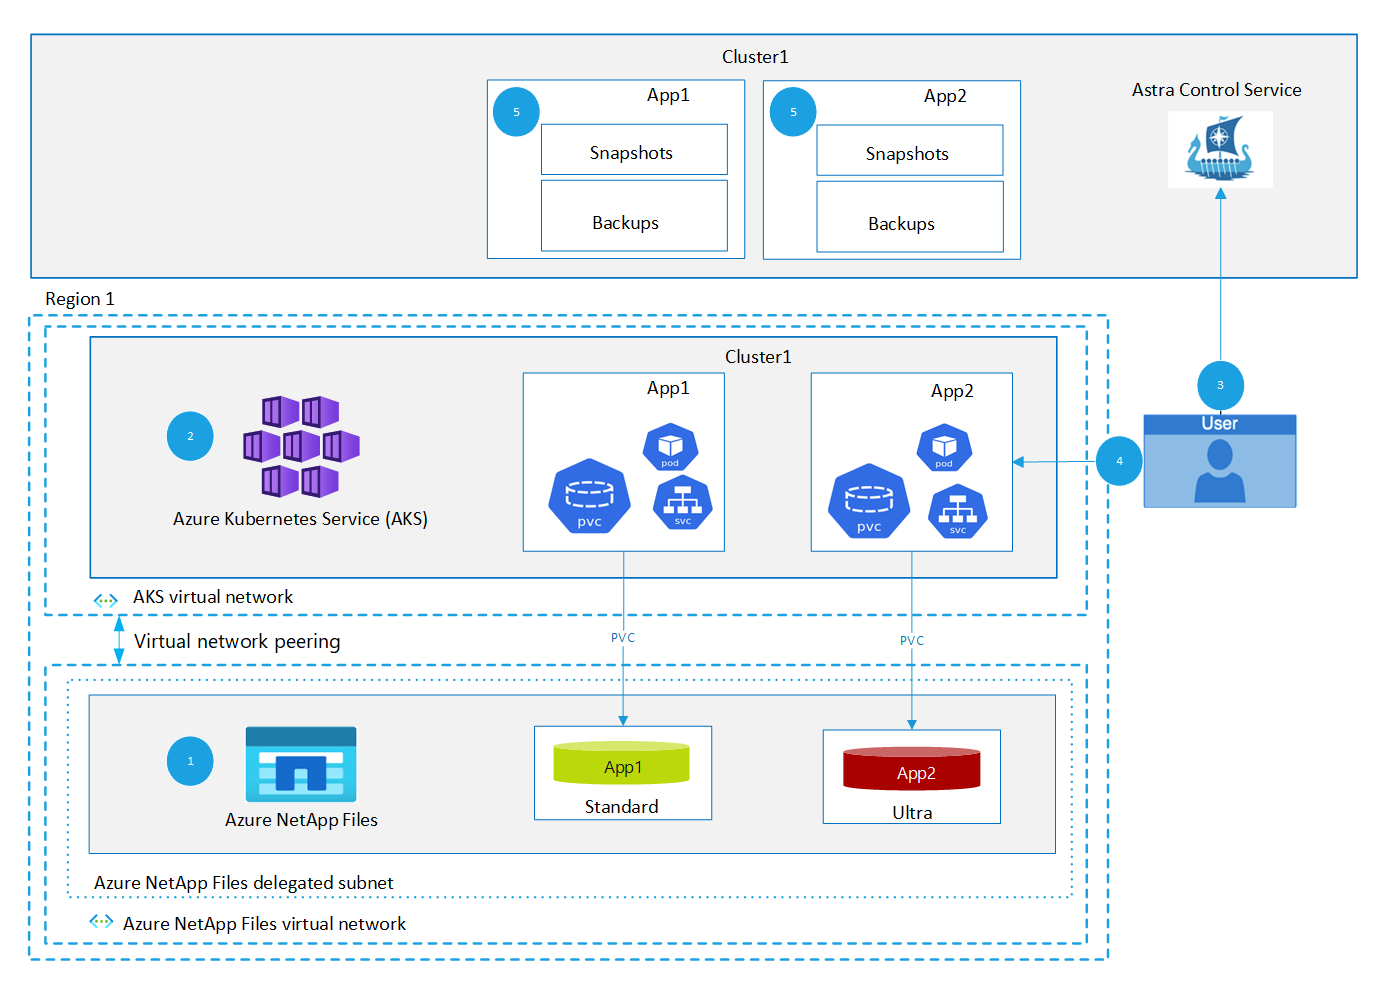 Cluster1
App1
App2
Astra Control Service
5
5
Snapshots
Snapshots
Backups
Backups
Region 1
Cluster1
App1
App2
3
User
2
4
pod
pod
pvc
svc
pvc
svc
Azure Kubernetes Service (AKS)
AKS virtual network
Virtual network peering
PVC
PVC
1
App1
App2
Standard
Ultra
Azure NetApp Files
Azure NetApp Files delegated subnet
Azure NetApp Files virtual network